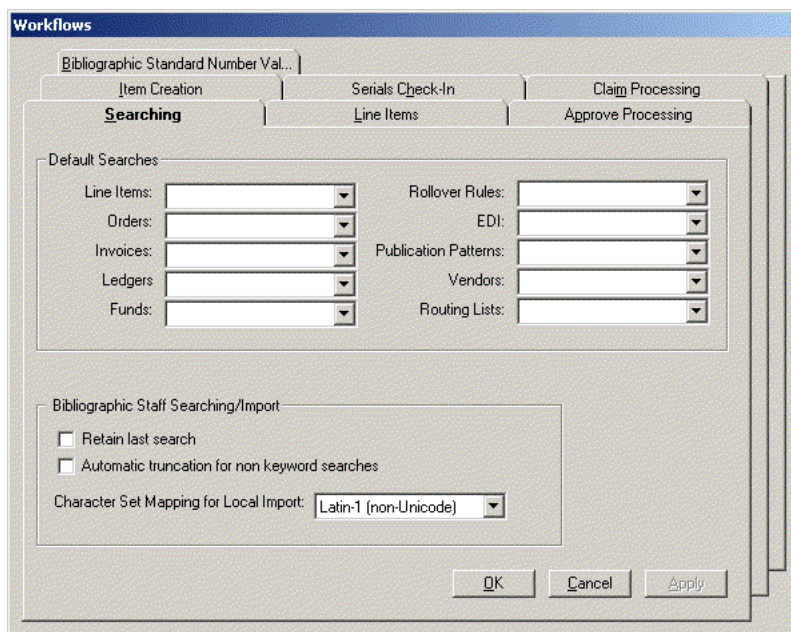 Workflows
Bibliographic Standard Number Val...
Item Creation Serials Check-In Claim Processing
Searching Line Items Approve Processing
Default Searches
Line Items: Rollover Rules:
Orders: EDI:
Invoices: Publication Patterns:
Ledgers Vendors:
Funds: Routing Lists:
Bibliographic Staff Searching/Import
Retain last search
Automatic truncation for non keyword searches
Character Set Mapping for Local Import: Latin-1 (non-Unicode)
OK Cancel Apply